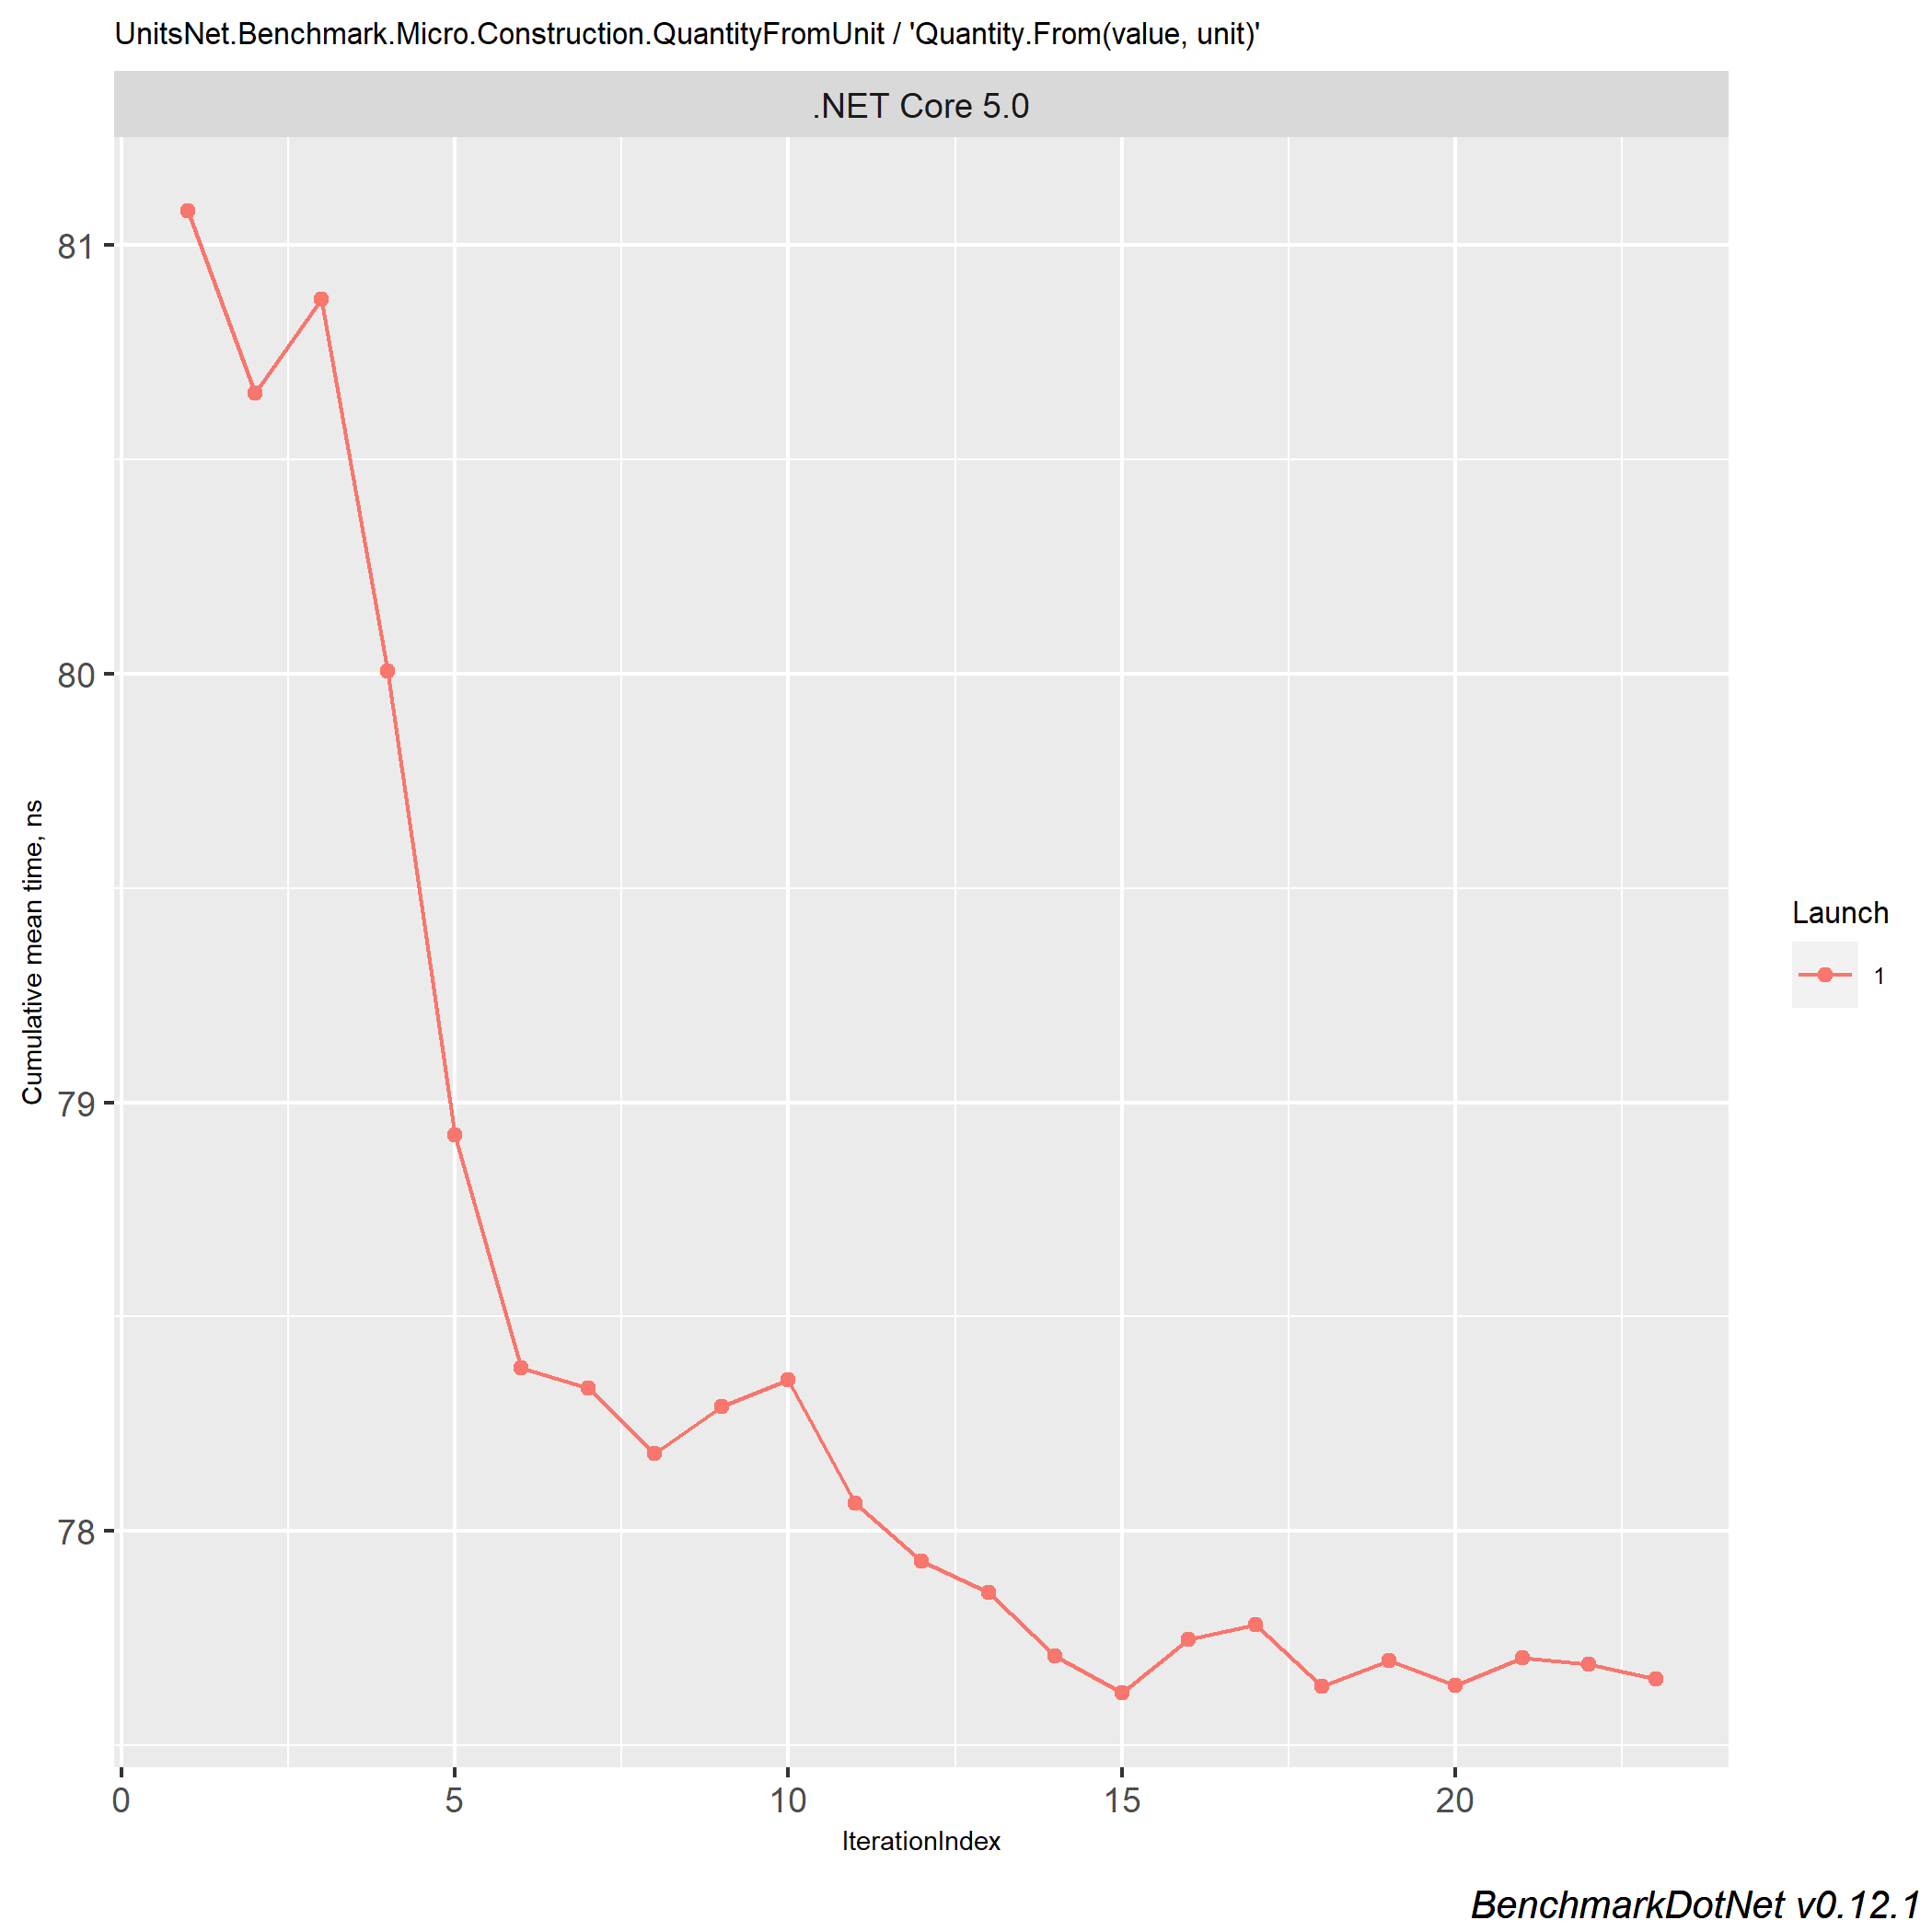 UnitsNet.Benchmark.Micro.Construction.QuantityFromUnit / 'Quantity.From(value, unit)'
.NET Core 5.0
81
80
79
78
Cumulative mean time, ns
0 5 10 15 20
IterationIndex
Launch
1
BenchmarkDotNet v0.12.1